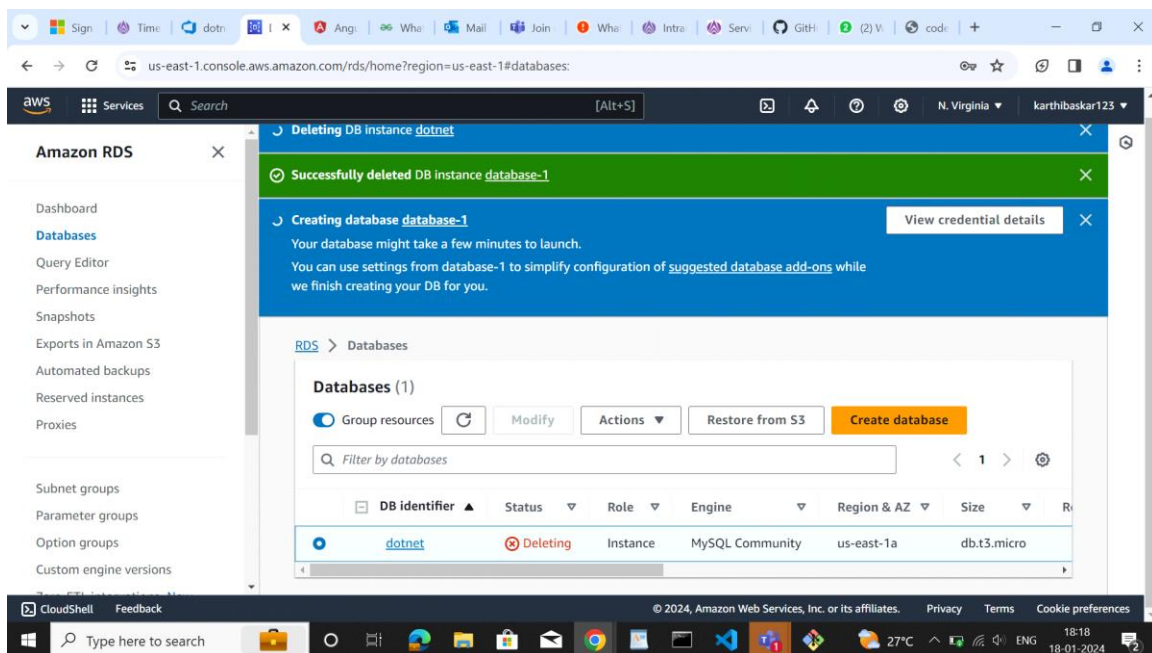 Sign Time dotn Ang Wha Mail Join Wha Intra Serv GitH (2) W code
us-east-1.console.aws.amazon.com/rds/home?region=us-east-1#databases:
aws Services Search [Alt+S] N. Virginia karthibaskar123
Amazon RDS
Dashboard
Databases
Query Editor
Performance insights
Snapshots
Exports in Amazon S3
Automated backups
Reserved instances
Proxies
Subnet groups
Parameter groups
Option groups
Custom engine versions
Deleting DB instance dotnet
Successfully deleted DB instance database-1
Creating database database-1 View credential details
Your database might take a few minutes to launch.
You can use settings from database-1 to simplify configuration of suggested database add-ons while
we finish creating your DB for you.
RDS > Databases
Databases (1)
Group resources Modify Actions Restore from S3 Create database
Filter by databases 1
DB identifier Status Role Engine Region & AZ Size
dotnet Deleting Instance MySQL Community us-east-1a db.t3.micro
CloudShell Feedback © 2024, Amazon Web Services, Inc. or its affiliates. Privacy Terms Cookie preferences
Type here to search 27°C ENG 18:18
18-01-2024 2